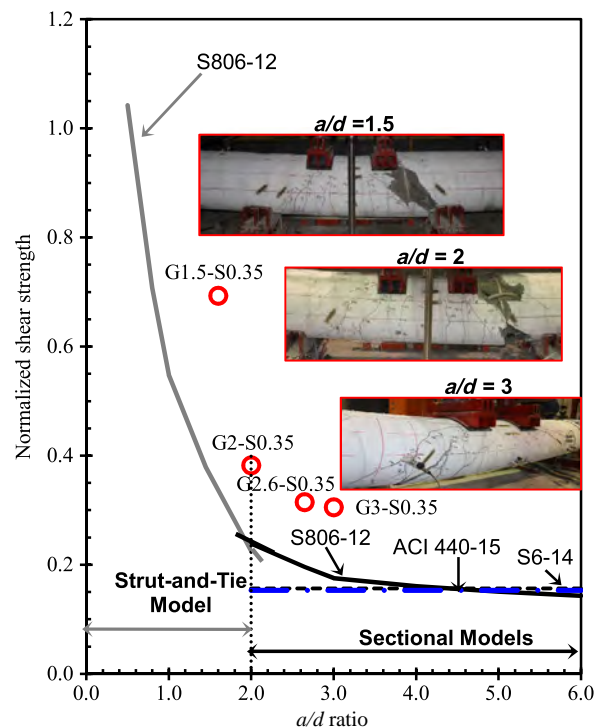 1.2
S806-12
1.0
a/d =1.5
0.8
a/d = 2
G1.5-S0.35
Normalized shear strength
0.6
a/d = 3
0.4
G2-S0.35
G2.6-S0.35
G3-S0.35
S806-12
ACI 440-15
S6-14
0.2
Strut-and-Tie
Model
Sectional Models
0.0
0.0 1.0 2.0 3.0 4.0 5.0 6.0
a/d ratio